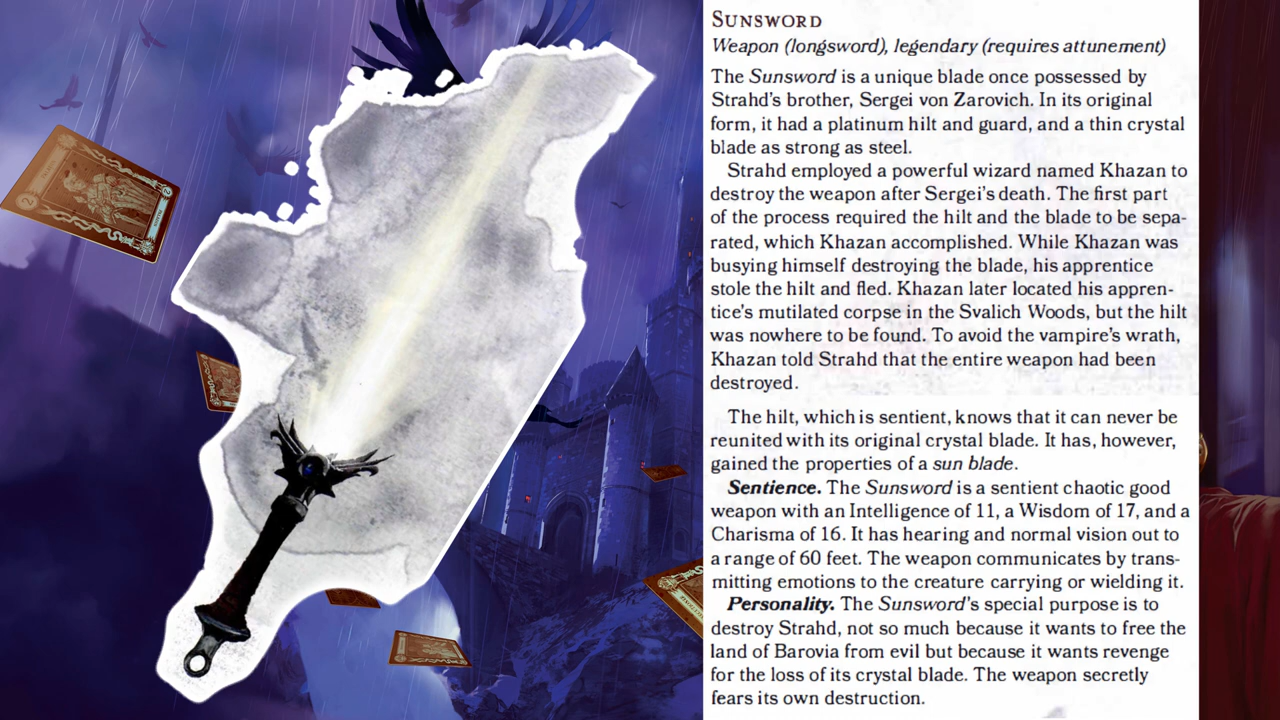 SUNSWORD
Weapon (longsword), legendary (requires attunement)
The Sunsword is a unique blade once possessed by
Strahd's brother, Sergei von Zarovich. In its original
form, it had a platinum hilt and guard, and a thin crystal
blade as strong as steel.
Strahd employed a powerful wizard named Khazan to
destroy the weapon after Sergei's death. The first part
of the process required the hilt and the blade to be sepa-
rated, which Khazan accomplished. While Khazan was
busying himself destroying the blade, his apprentice
stole the hilt and fled. Khazan later located his appren-
tice's mutilated corpse in the Svalich Woods, but the hilt
was nowhere to be found. To avoid the vampire's wrath,
Khazan told Strahd that the entire weapon had been
destroyed.
The hilt, which is sentient, knows that it can never be
reunited with its original crystal blade. It has, however,
gained the properties of a sun blade.
Sentience. The Sunsword is a sentient chaotic good
weapon with an Intelligence of 11, a Wisdom of 17, and a
Charisma of 16. It has hearing and normal vision out to
a range of 60 feet. The weapon communicates by trans-
mitting emotions to the creature carrying or wielding it.
Personality. The Sunsword's special purpose is to
destroy Strahd, not so much because it wants to free the
land of Barovia from evil but because it wants revenge
for the loss of its crystal blade. The weapon secretly
fears its own destruction.